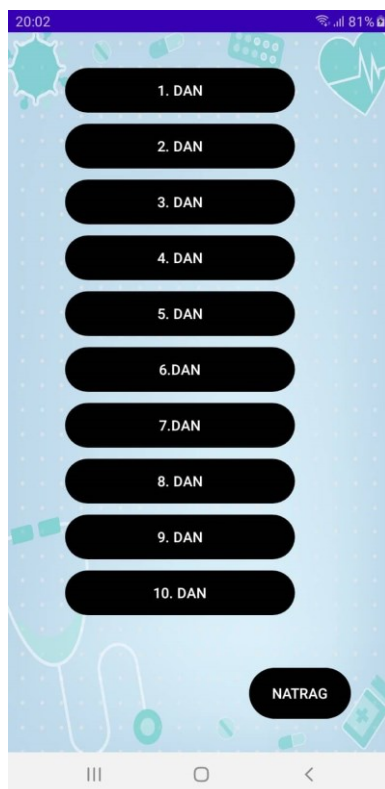 20:02 81%
1. DAN
2. DAN
3. DAN
4. DAN
5. DAN
6.DAN
7.DAN
8. DAN
9. DAN
10. DAN
NATRAG